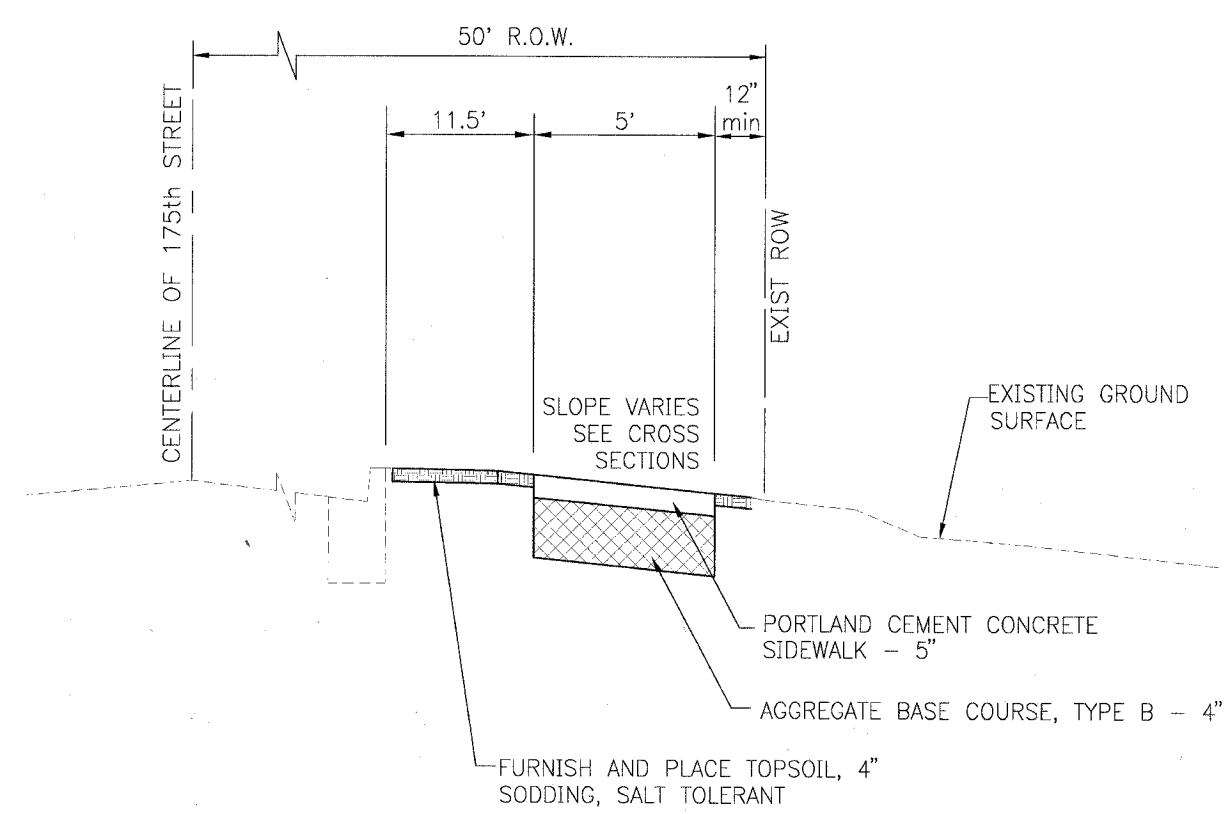 50' R.O.W.
12"
min
11.5'
5'
CENTERLINE OF 175th STREET
EXIST ROW
SLOPE VARIES
SEE CROSS
SECTIONS
EXISTING GROUND
SURFACE
PORTLAND CEMENT CONCRETE
SIDEWALK – 5"
AGGREGATE BASE COURSE, TYPE B – 4"
FURNISH AND PLACE TOPSOIL, 4"
SODDING, SALT TOLERANT